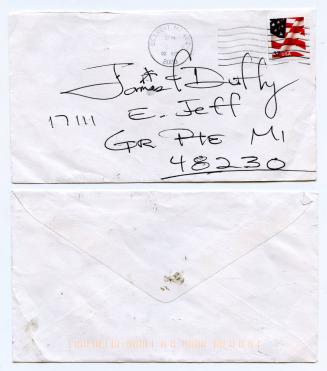 James F Duffy
17111 E. Jeff
GR PTE MI
48230